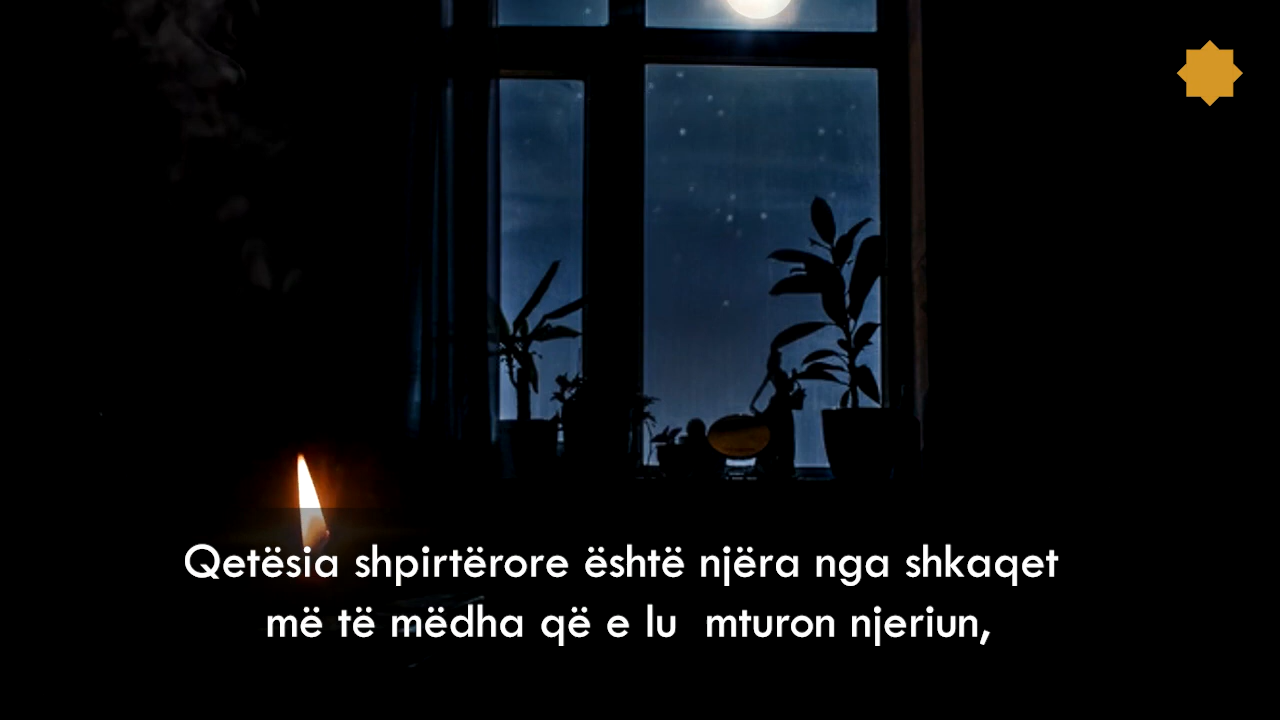 Qetësia shpirtërore është njëra nga shkaqet
më të mëdha që e lu  mturon njeriun,